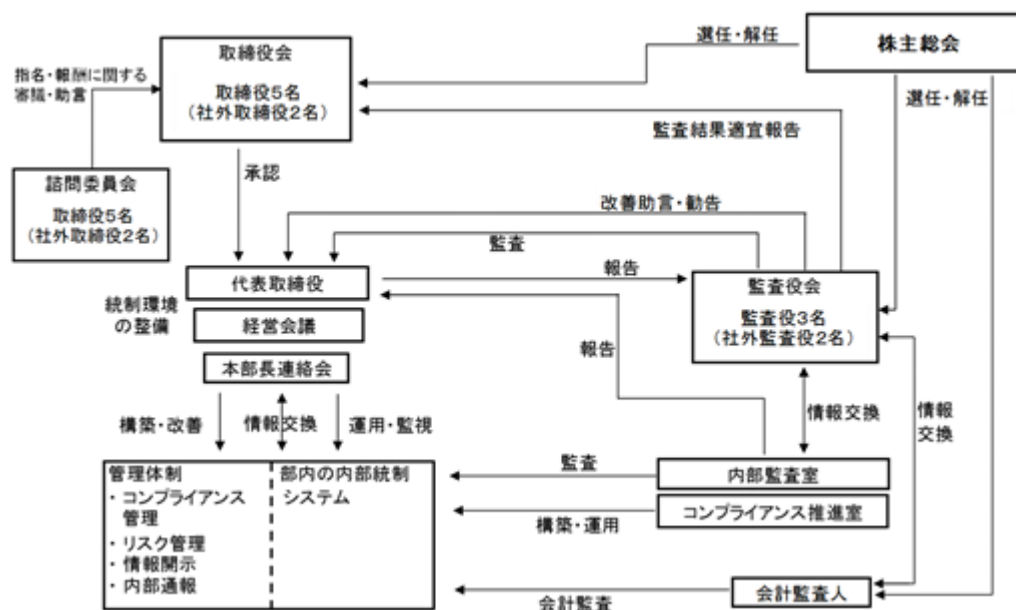 選任・解任
株主総会
取締役会
取締役5名
（社外取締役2名）
指名・報酬に関する
審議・助言
選任・解任
監査結果適宜報告
承認
諮問委員会
取締役5名
（社外取締役2名）
改善助言・勧告
監査
代表取締役
報告
監査役会
監査役3名
（社外監査役2名）
統制環境
の整備
経営会議
報告
本部長連絡会
構築・改善
情報交換
運用・監視
情報交換
情報
交換
管理体制
・コンプライアンス
管理
・リスク管理
・情報開示
・内部通報
部内の内部統制
システム
監査
内部監査室
コンプライアンス推進室
構築・運用
会計監査
会計監査人